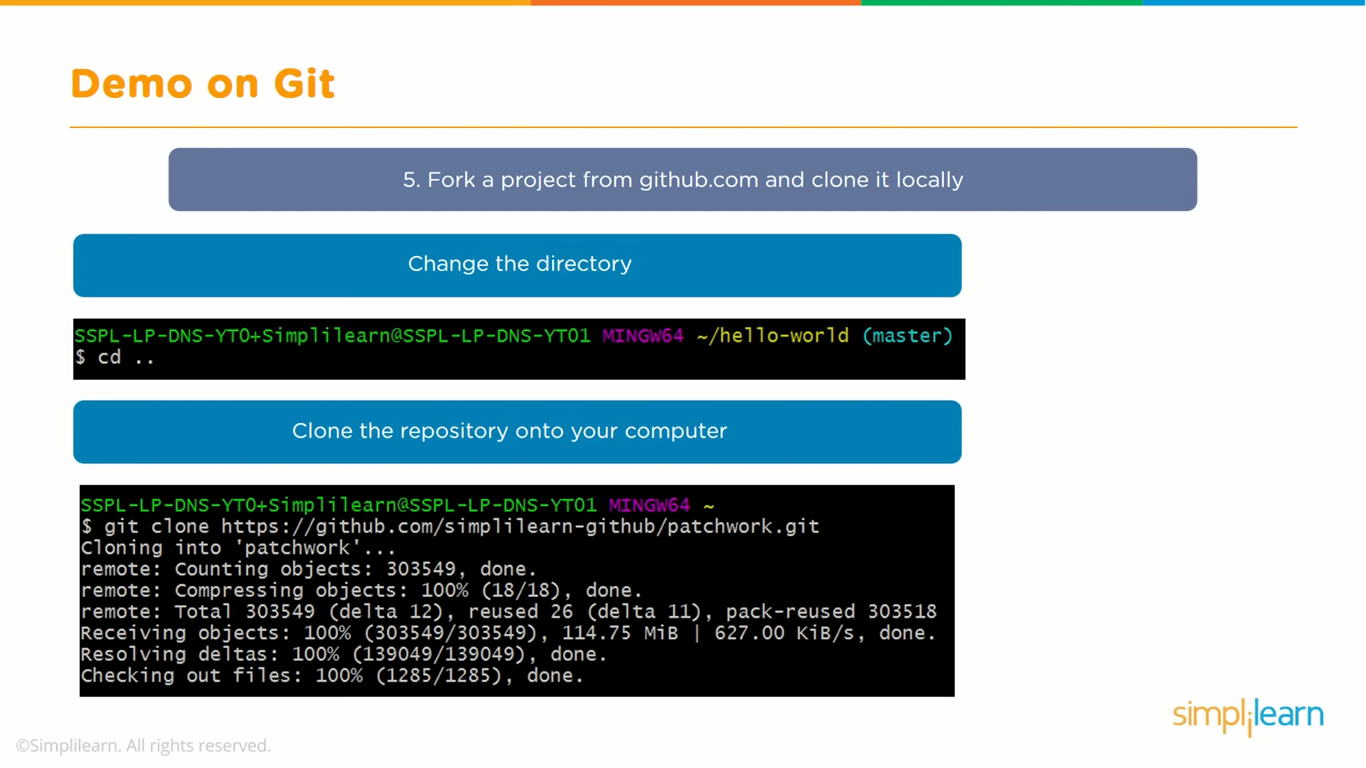 Demo on Git
5. Fork a project from github.com and clone it locally
Change the directory
SSPL-LP-DNS-YT0+Simplilearn@SSPL-LP-DNS-YT01 MINGW64 ~/hello-world (master)
$ cd ..
Clone the repository onto your computer
SSPL-LP-DNS-YT0+Simplilearn@SSPL-LP-DNS-YT01 MINGW64 ~
$ git clone https://github.com/simplilearn-github/patchwork.git
Cloning into 'patchwork'...
remote: Counting objects: 303549, done.
remote: Compressing objects: 100% (18/18), done.
remote: Total 303549 (delta 12), reused 26 (delta 11), pack-reused 303518
Receiving objects: 100% (303549/303549), 114.75 MiB | 627.00 KiB/s, done.
Resolving deltas: 100% (139049/139049), done.
Checking out files: 100% (1285/1285), done.
simplilearn
©Simplilearn. All rights reserved.